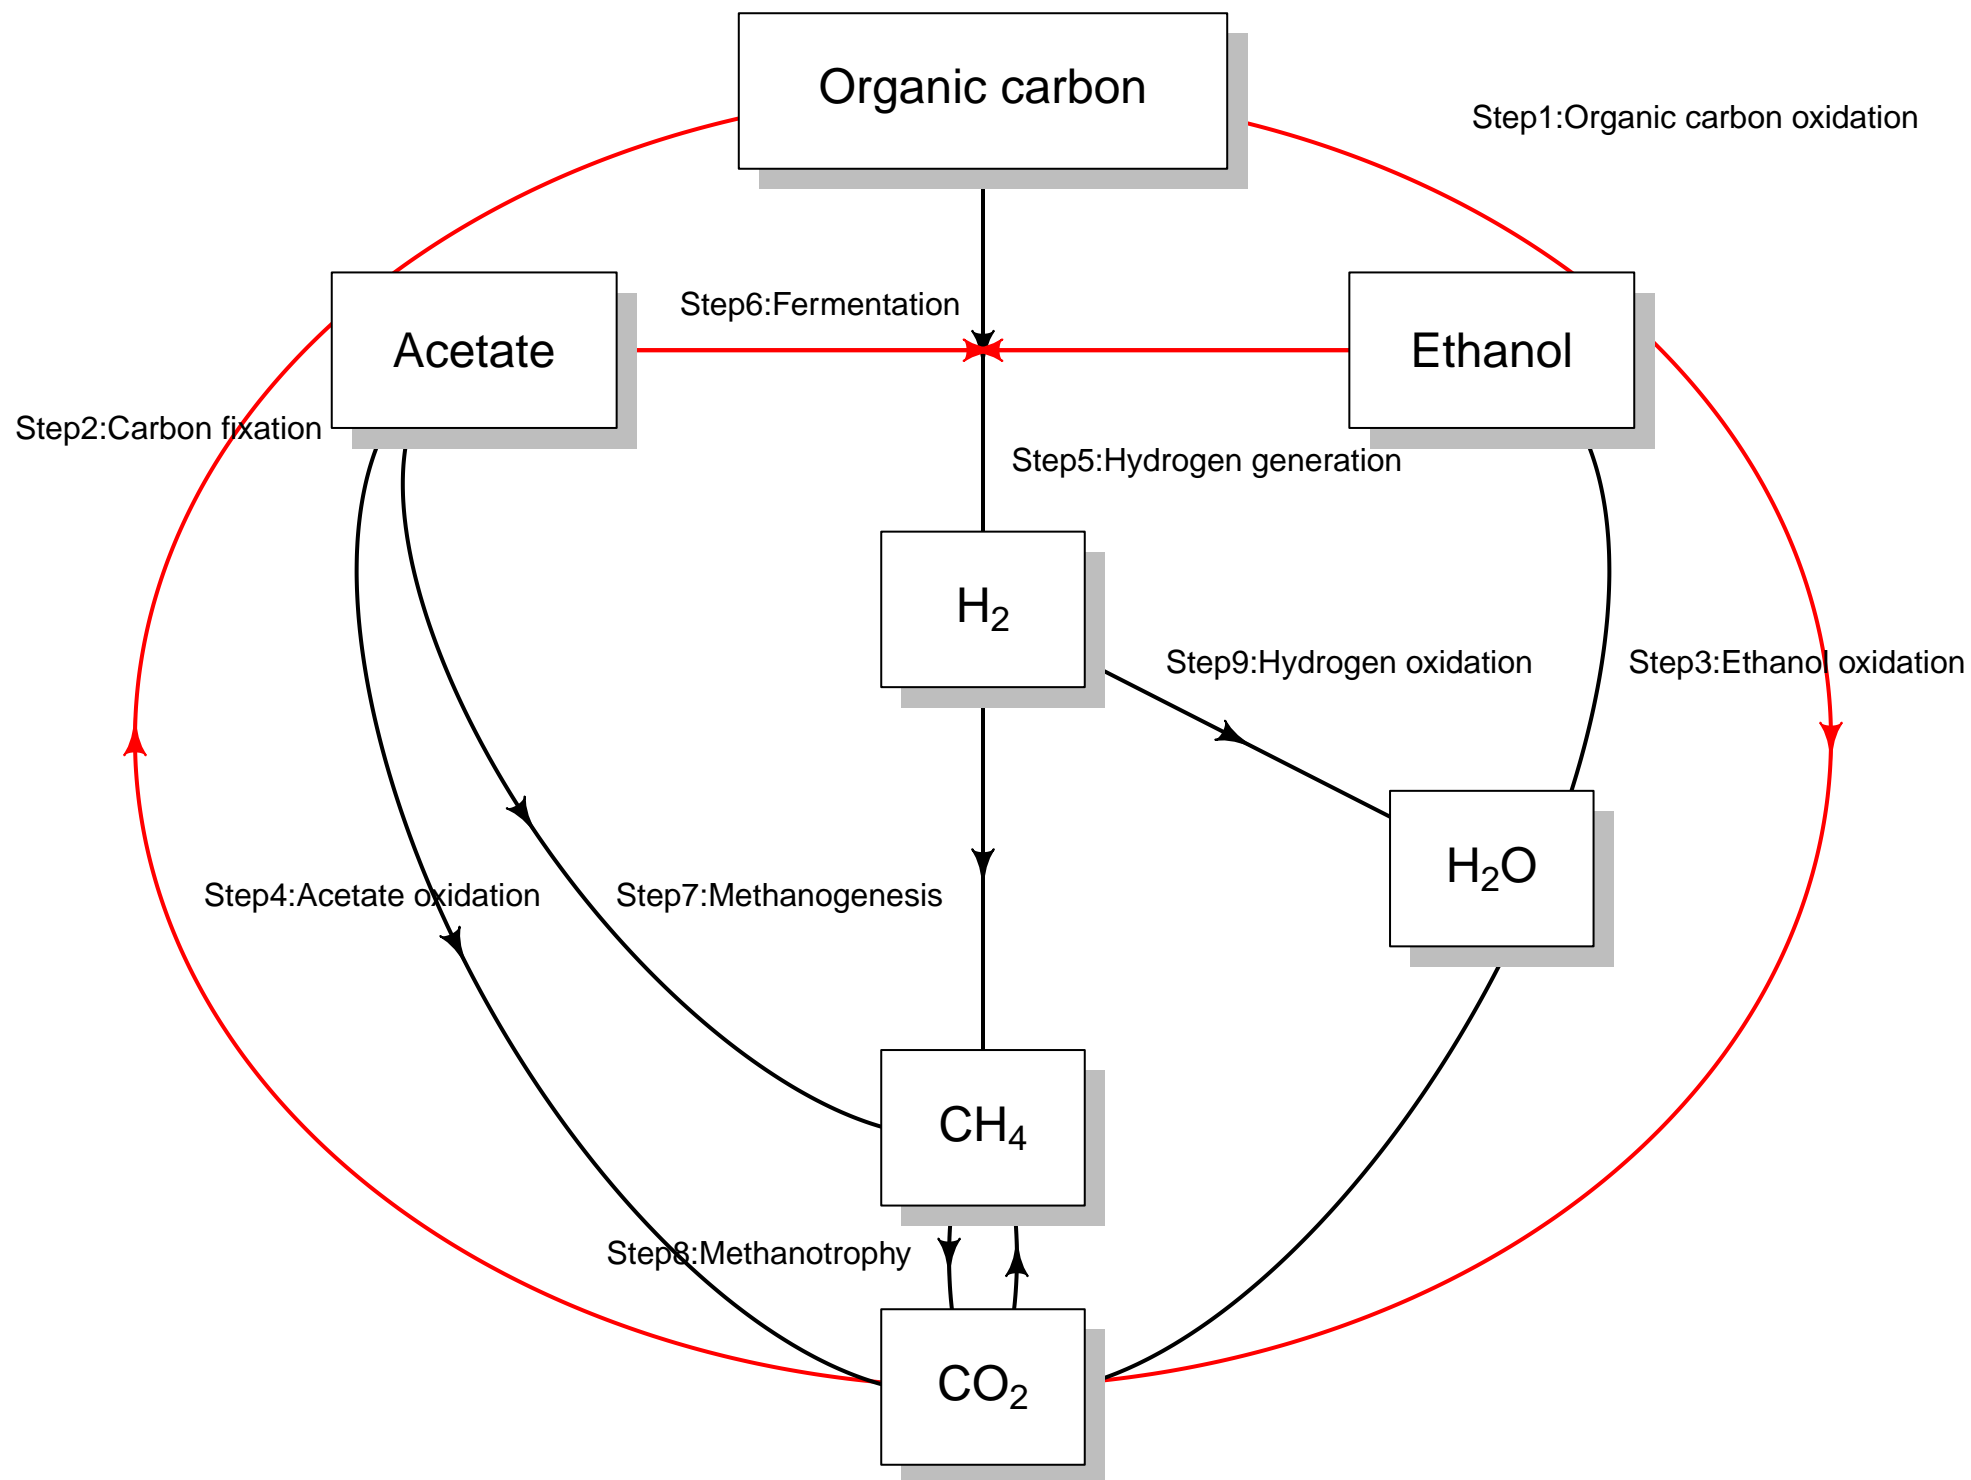 Organic carbon
Step1:Organic carbon oxidation
Step6:Fermentation
Acetate
Ethanol
Step2:Carbon fixation
Step5:Hydrogen generation
H₂
Step9:Hydrogen oxidation
Step3:Ethanol oxidation
H₂O
Step4:Acetate oxidation
Step7:Methanogenesis
CH₄
Step8:Methanotrophy
CO₂